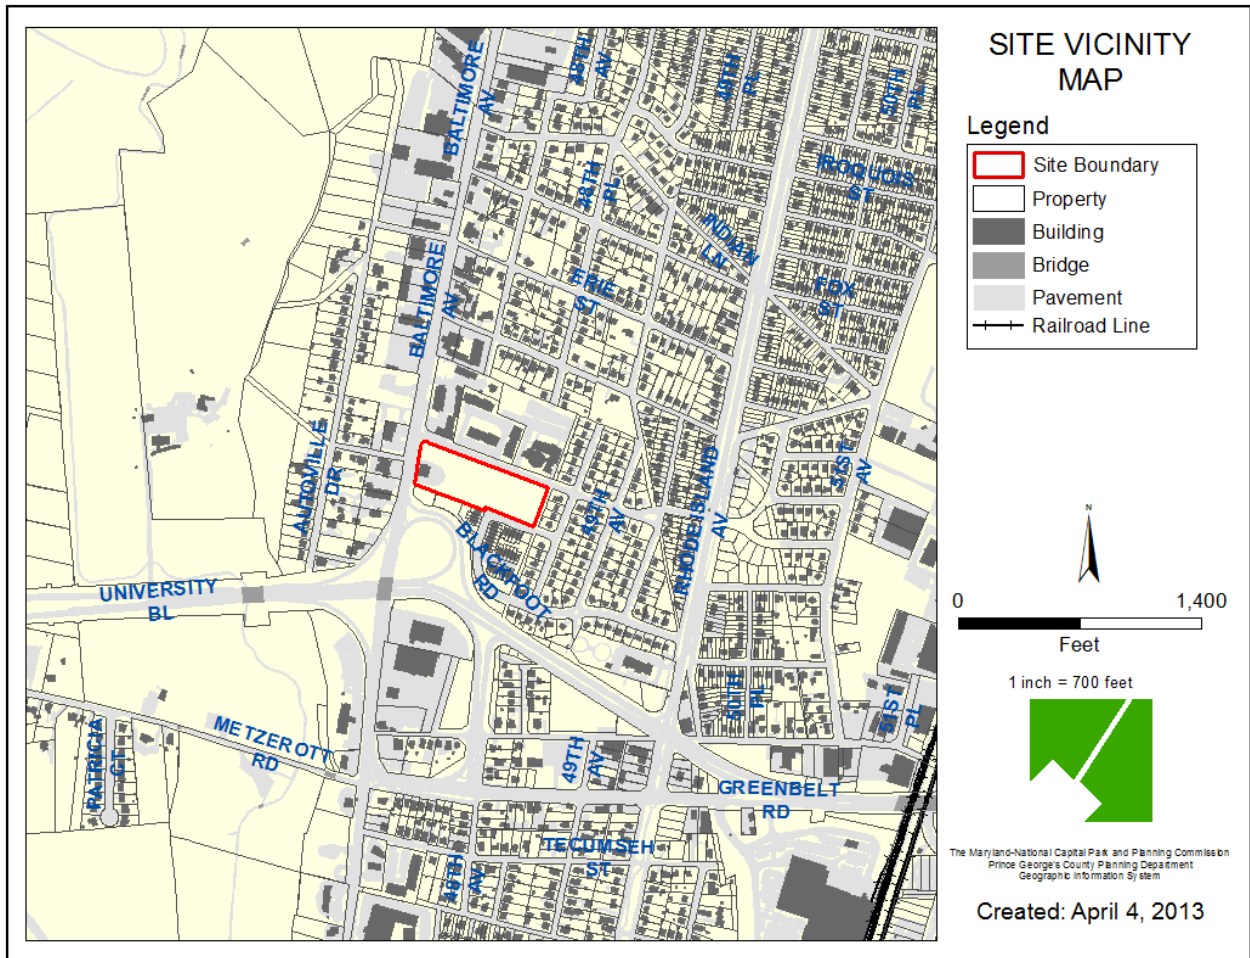 SITE VICINITY
MAP
Legend
Site Boundary
Property
Building
Bridge
Pavement
Railroad Line
N
0 1,400
Feet
1 inch = 700 feet
The Maryland-National Capital Park and Planning Commission
Prince George's County Planning Department
Geographic Information System
Created: April 4, 2013
BALTIMORE
AV
48TH
AV
49TH
PL
50TH
PL
IROQUOIS
ST
48TH
PL
INDIAN
LN
BALTIMORE
AV
ERIE
ST
FOX
ST
AUTOVILLE
DR
49TH
AV
RHODE ISLAND
AV
51ST
AV
BLACKFOOT
RD
UNIVERSITY
BL
METZEROTT
RD
PATRICIA
CT
50TH
PL
51ST
PL
49TH
AV
GREENBELT
RD
TECUMSEH
ST
48TH
AV